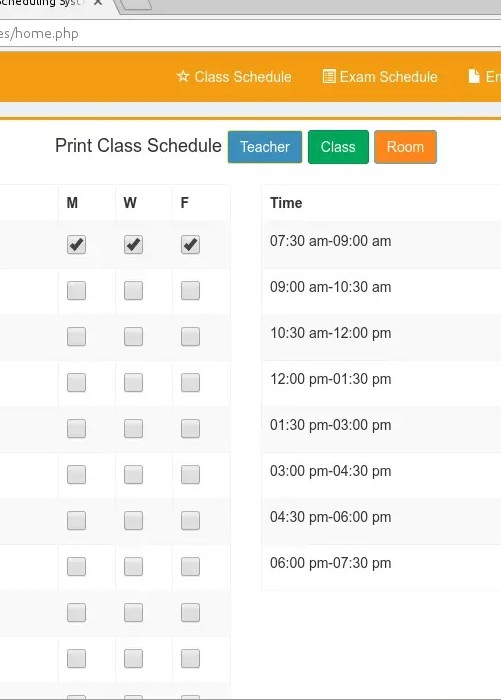 Scheduling Syst ×
es/home.php
Class Schedule Exam Schedule En
Print Class Schedule Teacher Class Room
M W F Time
07:30 am-09:00 am
09:00 am-10:30 am
10:30 am-12:00 pm
12:00 pm-01:30 pm
01:30 pm-03:00 pm
03:00 pm-04:30 pm
04:30 pm-06:00 pm
06:00 pm-07:30 pm